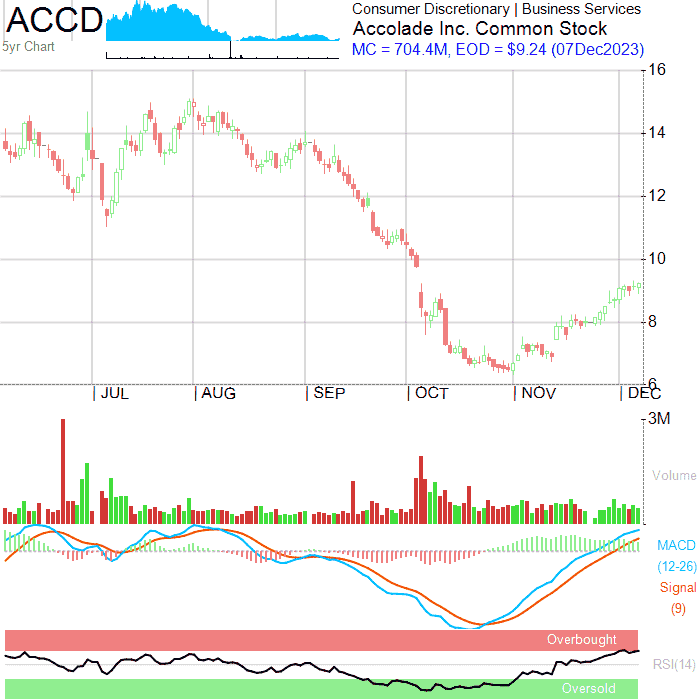 ACCD
5yr Chart
Consumer Discretionary | Business Services
Accolade Inc. Common Stock
MC = 704.4M, EOD = $9.24 (07Dec2023)
16
14
12
10
8
6
JUL AUG SEP OCT NOV DEC
3M
Volume
MACD
(12-26)
Signal
(9)
Overbought
RSI(14)
Oversold